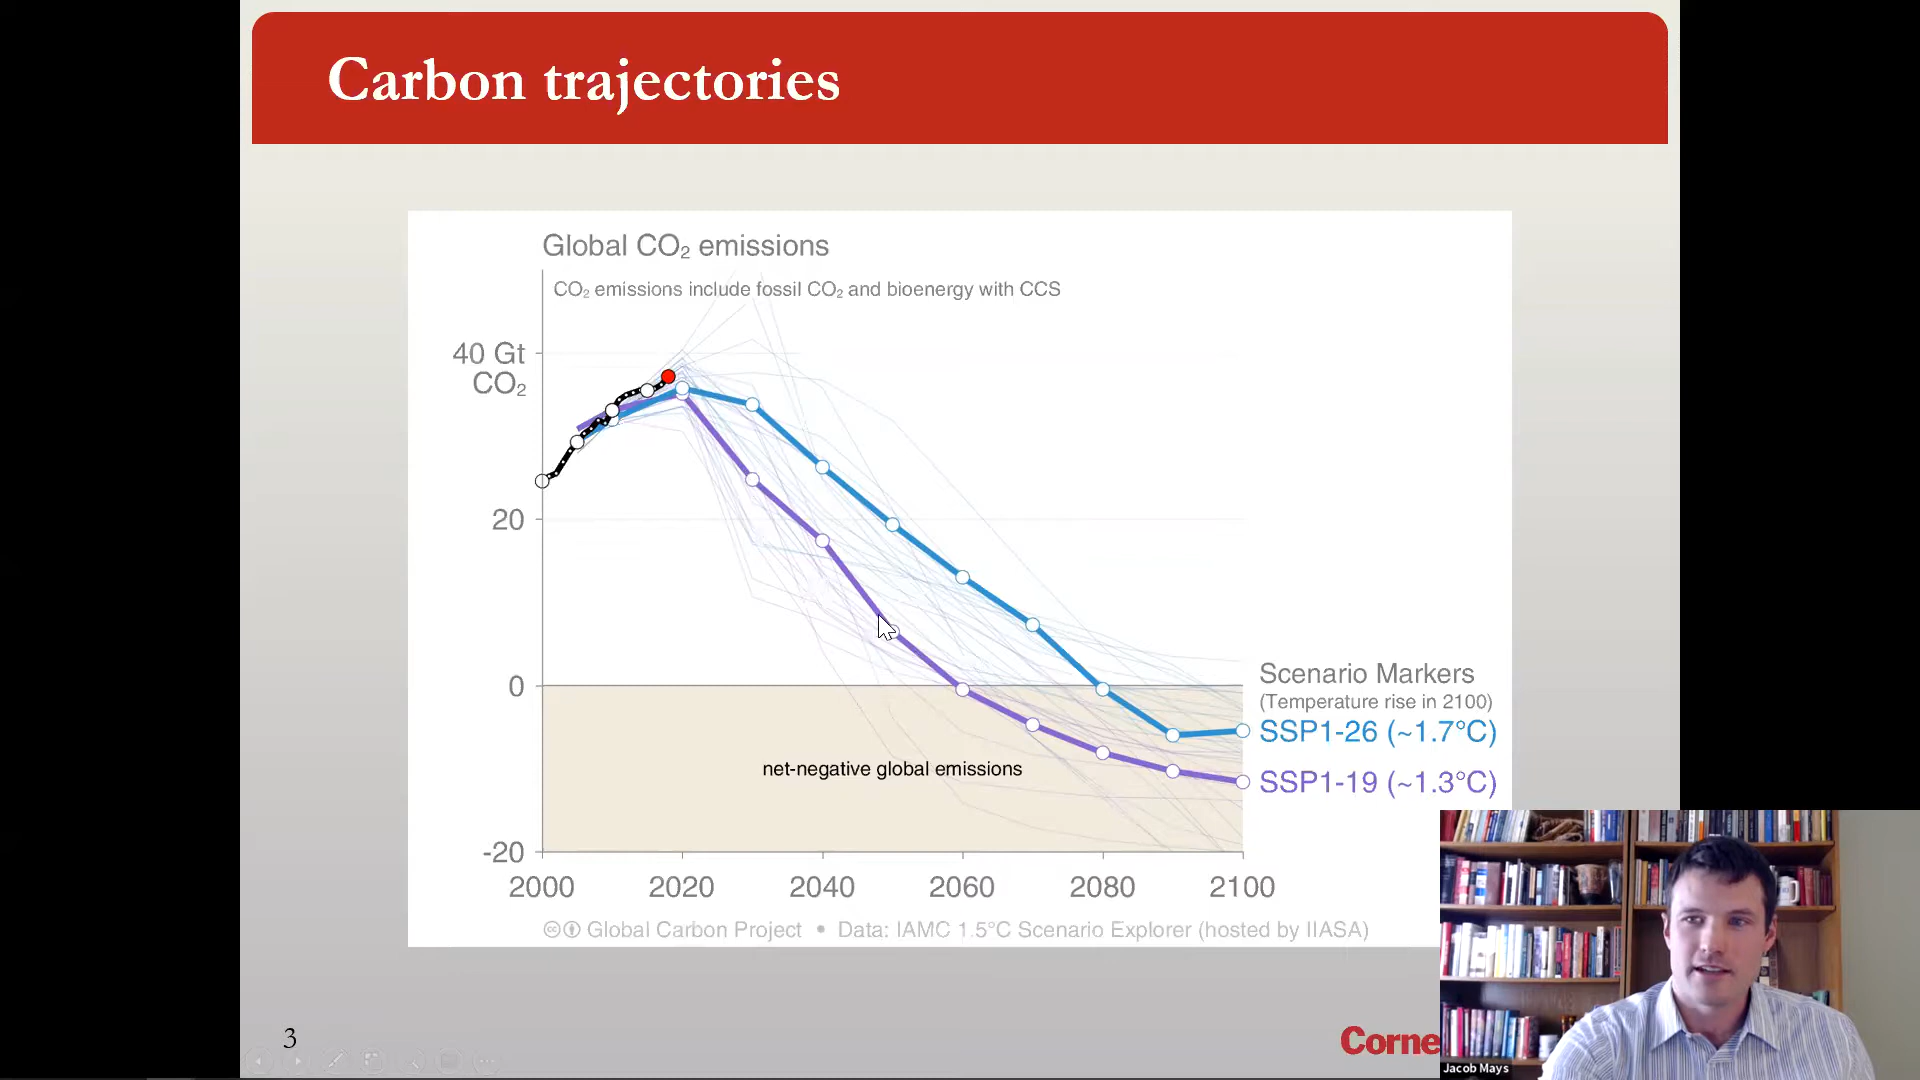 Carbon trajectories
Global CO₂ emissions
CO₂ emissions include fossil CO₂ and bioenergy with CCS
40 Gt
CO₂
20
0
-20
net-negative global emissions
Scenario Markers
(Temperature rise in 2100)
SSP1-26 (~1.7°C)
SSP1-19 (~1.3°C)
2000 2020 2040 2060 2080 2100
Global Carbon Project • Data: IAMC 1.5°C Scenario Explorer (hosted by IIASA)
3
Corne
Jacob Mays